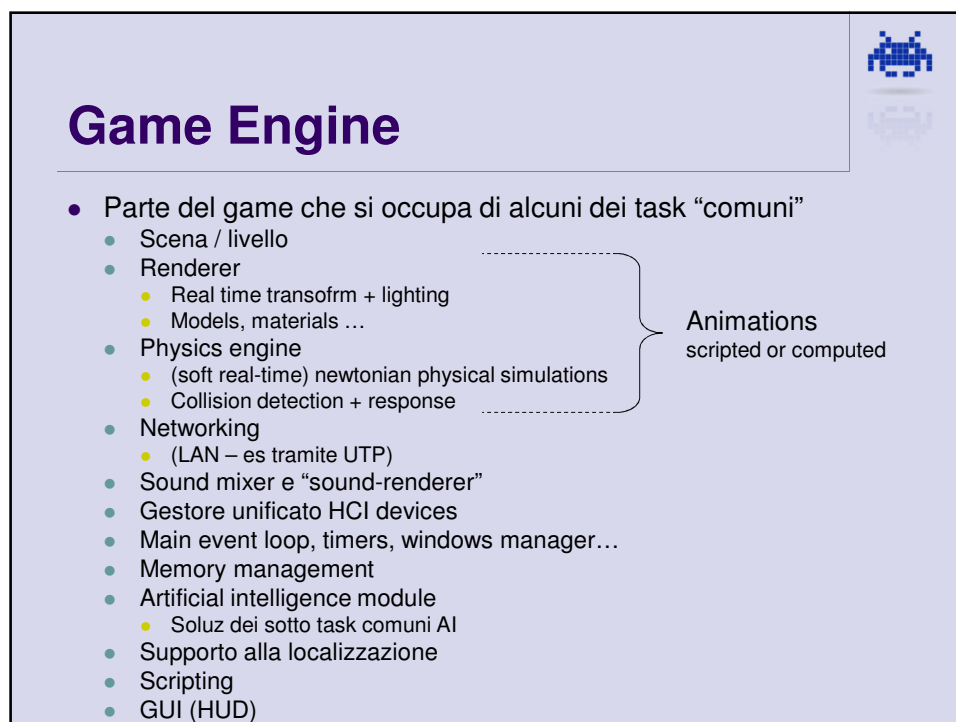 Game Engine
Parte del game che si occupa di alcuni dei task “comuni”
Scena / livello
Renderer
Real time transofrm + lighting
Models, materials …
Physics engine
(soft real-time) newtonian physical simulations
Collision detection + response
Animations
scripted or computed
Networking
(LAN – es tramite UTP)
Sound mixer e “sound-renderer”
Gestore unificato HCI devices
Main event loop, timers, windows manager…
Memory management
Artificial intelligence module
Soluz dei sotto task comuni AI
Supporto alla localizzazione
Scripting
GUI (HUD)